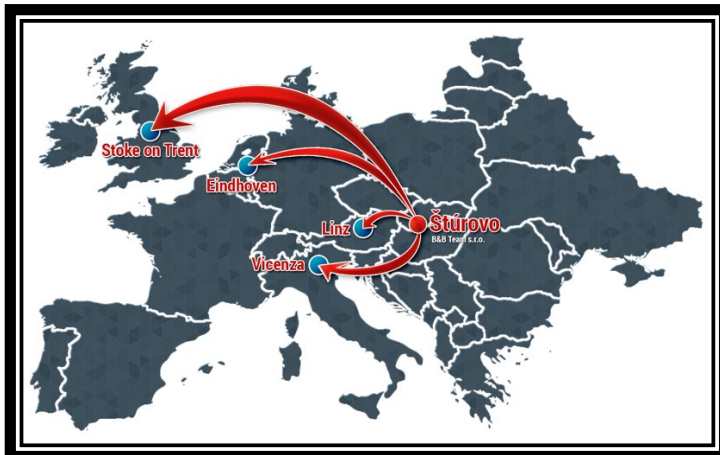 Stoke on Trent
Eindhoven
Linz
Štúrovo
B&B Team s.r.o.
Vicenza